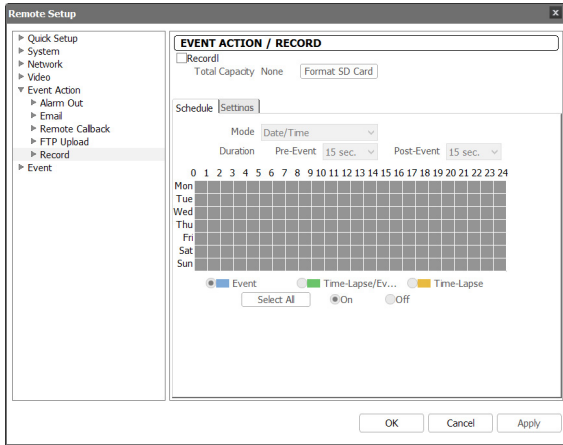 Remote Setup
x
Quick Setup
System
Network
Video
Event Action
Alarm Out
Email
Remote Callback
FTP Upload
Record
Event
EVENT ACTION / RECORD
Recordl
Total Capacity None Format SD Card
Schedule Settings
Mode Date/Time
Duration Pre-Event 15 sec. Post-Event 15 sec.
0 1 2 3 4 5 6 7 8 9 10 11 12 13 14 15 16 17 18 19 20 21 22 23 24
Mon
Tue
Wed
Thu
Fri
Sat
Sun
Event Time-Lapse/Ev... Time-Lapse
Select All On Off
OK Cancel Apply